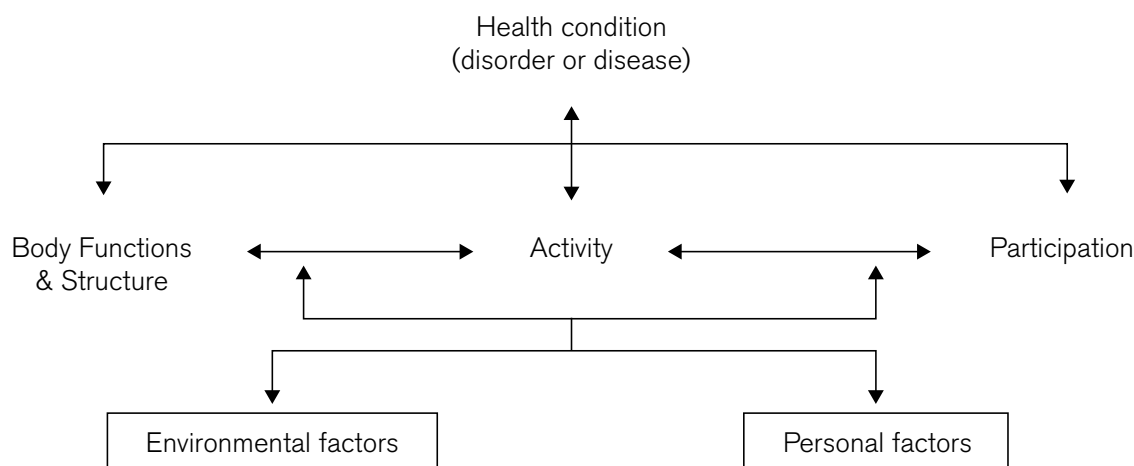 Health condition
(disorder or disease)
Body Functions
& Structure
Activity
Participation
Environmental factors
Personal factors